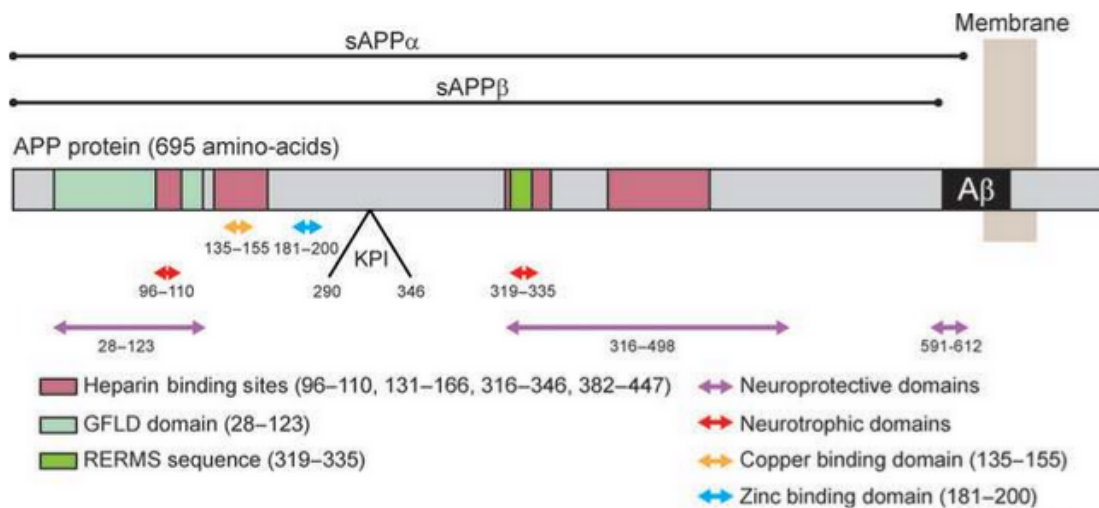 Membrane
sAPPα
sAPPβ
APP protein (695 amino-acids)
Aβ
135–155
181–200
KPI
96–110
290
346
319–335
28–123
316–498
591-612
Heparin binding sites (96–110, 131–166, 316–346, 382–447)
GFLD domain (28–123)
RERMS sequence (319–335)
Neuroprotective domains
Neurotrophic domains
Copper binding domain (135–155)
Zinc binding domain (181–200)